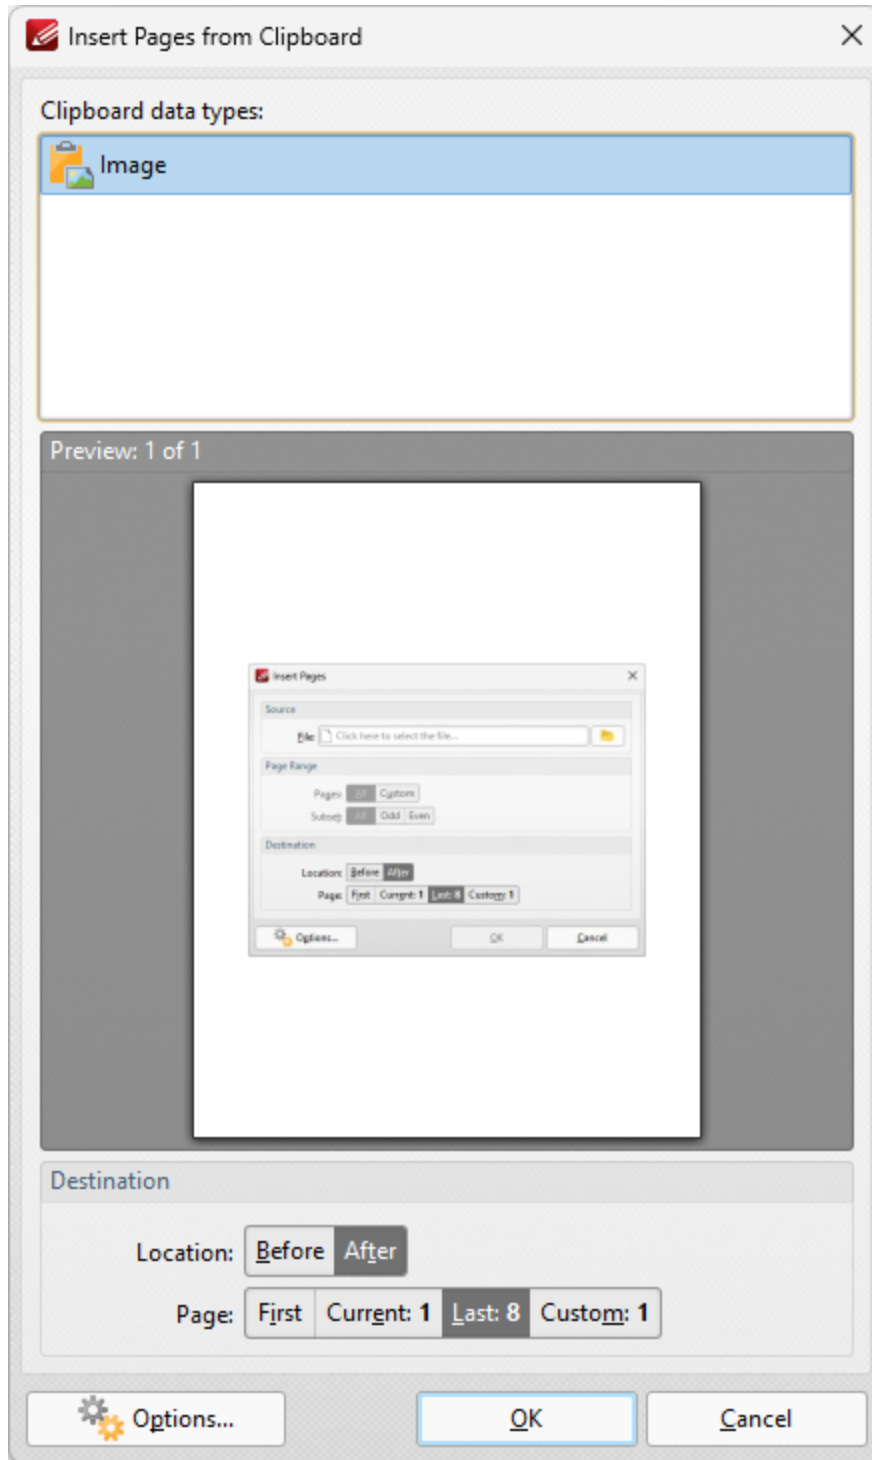 Insert Pages from Clipboard
Clipboard data types:
Image
Preview: 1 of 1
Insert Pages
Source
File: Click here to select the file...
Page Range
Pages: All Custom
Subset: All Odd Even
Destination
Location: Before After
Page: First Current: 1 Last: 8 Custom: 1
Options... OK Cancel
Destination
Location: Before After
Page: First Current: 1 Last: 8 Custom: 1
Options... OK Cancel